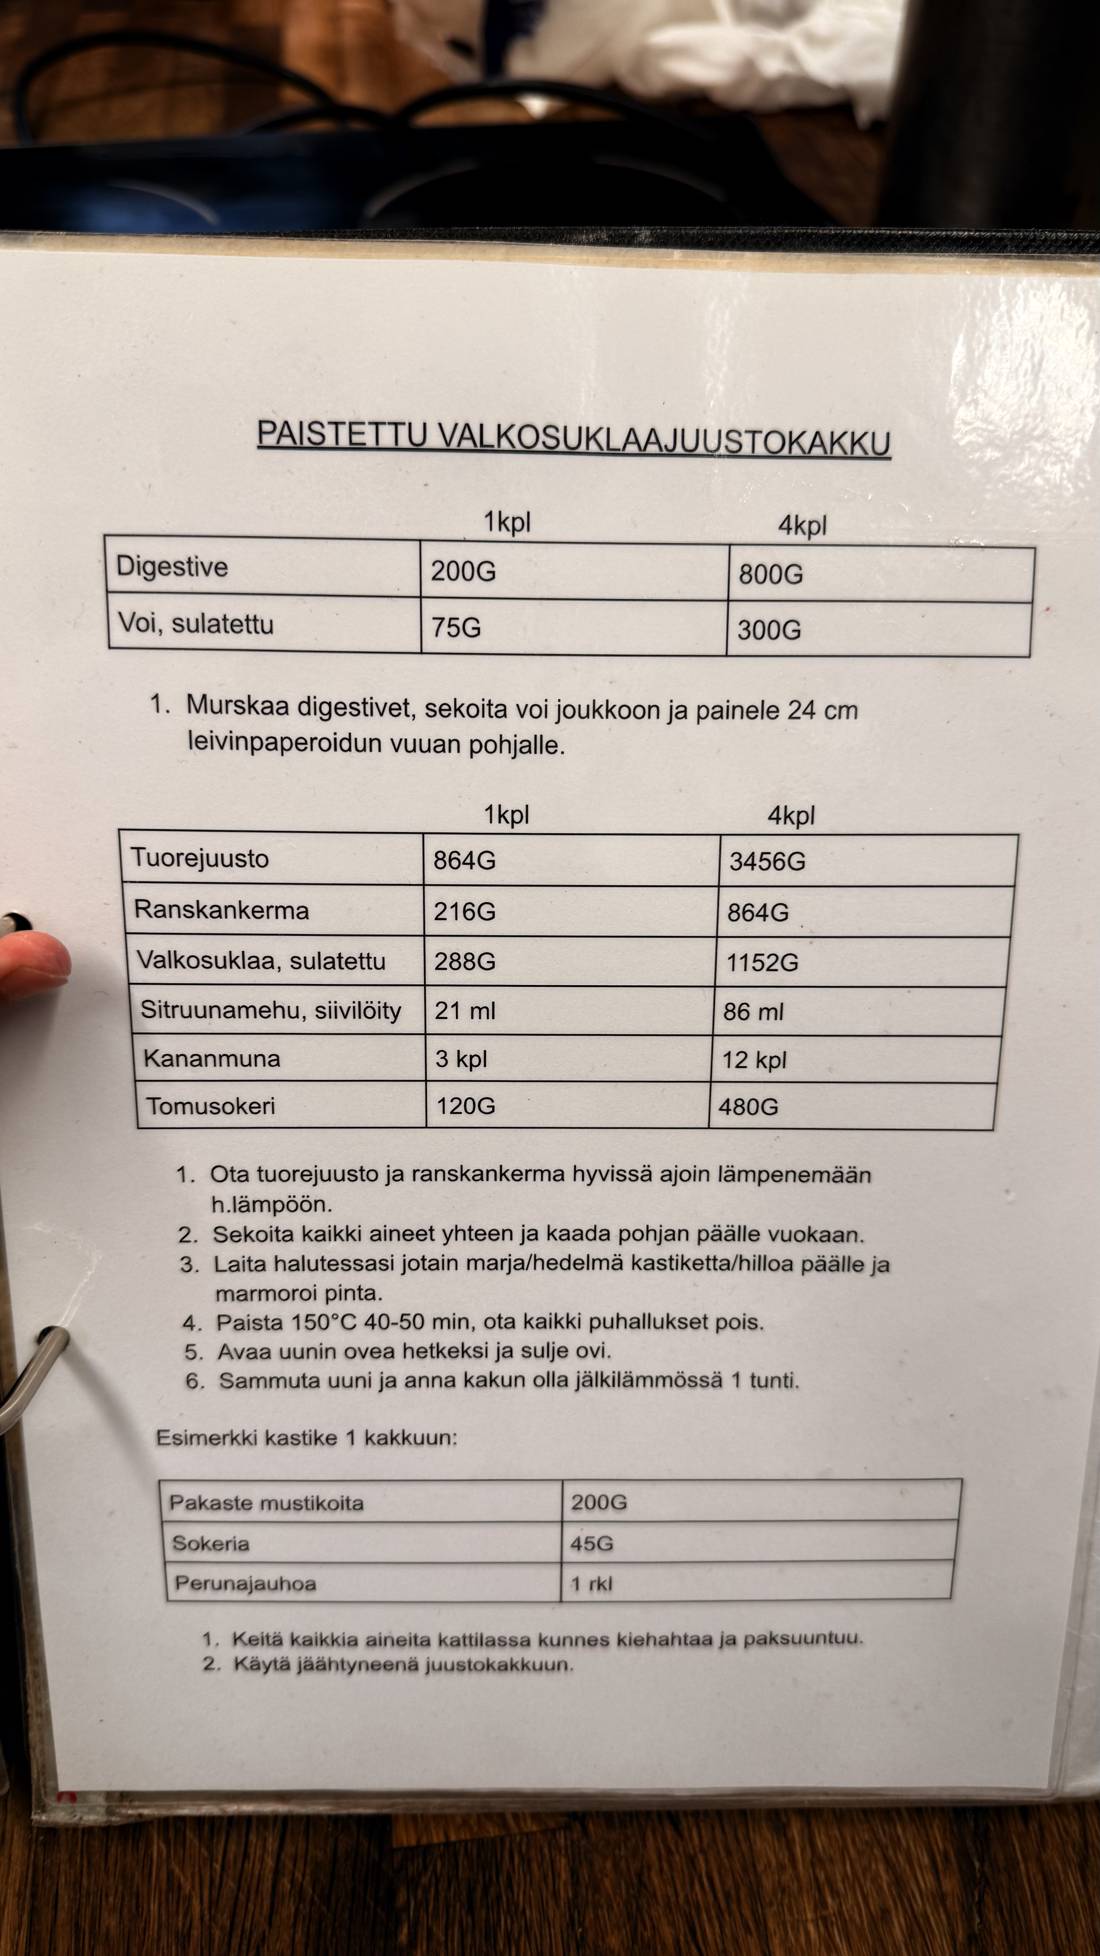 PAISTETTU VALKOSUKLAAJUUSTOKAKKU
1kpl 4kpl
Digestive 200G 800G
Voi, sulatettu 75G 300G
1. Murskaa digestivet, sekoita voi joukkoon ja painele 24 cm
leivinpaperoidun vuuan pohjalle.
1kpl 4kpl
Tuorejuusto 864G 3456G
Ranskankerma 216G 864G
Valkosuklaa, sulatettu 288G 1152G
Sitruunamehu, siivilöity 21 ml 86 ml
Kananmuna 3 kpl 12 kpl
Tomusokeri 120G 480G
1. Ota tuorejuusto ja ranskankerma hyvissä ajoin lämpenemään
h.lämpöön.
2. Sekoita kaikki aineet yhteen ja kaada pohjan päälle vuokaan.
3. Laita halutessasi jotain marja/hedelmä kastiketta/hilloa päälle ja
marmoroi pinta.
4. Paista 150°C 40-50 min, ota kaikki puhallukset pois.
5. Avaa uunin ovea hetkeksi ja sulje ovi.
6. Sammuta uuni ja anna kakun olla jälkilämmössä 1 tunti.
Esimerkki kastike 1 kakkuun:
Pakaste mustikoita 200G
Sokeria 45G
Perunajauhoa 1 rkl
1. Keitä kaikkia aineita kattilassa kunnes kiehahtaa ja paksuuntuu.
2. Käytä jäähtyneenä juustokakkuun.